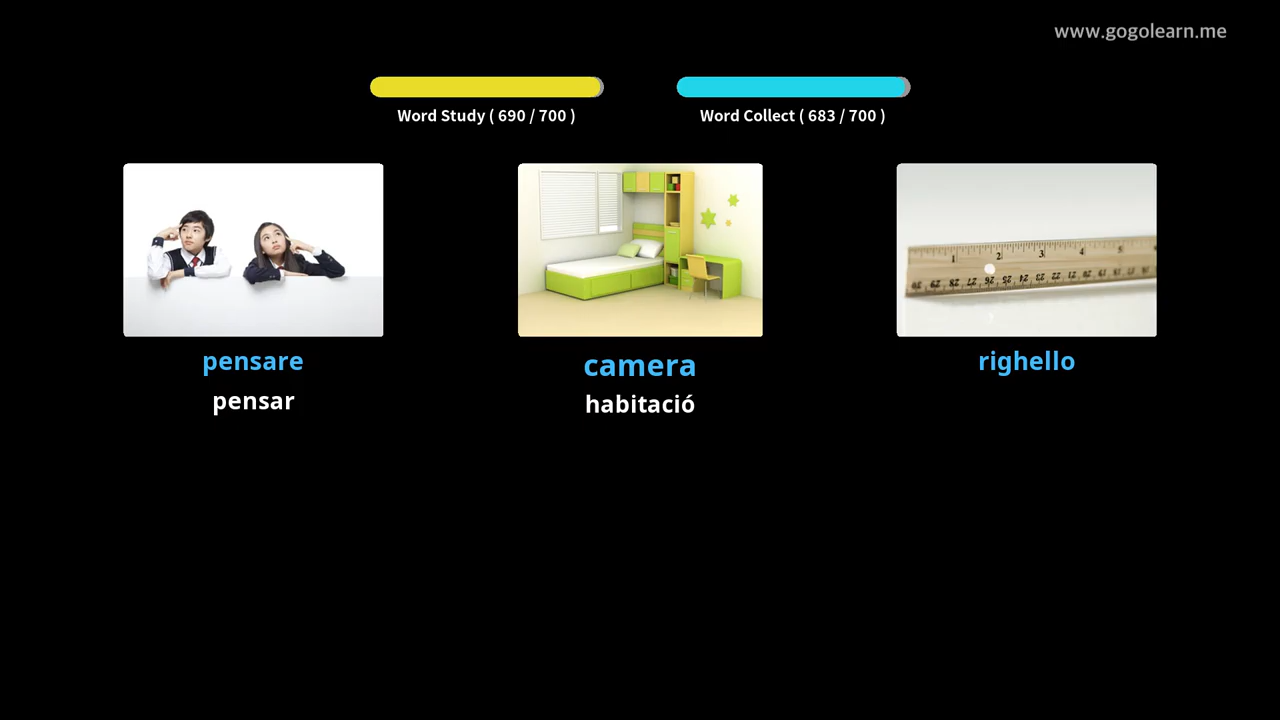 www.gogolearn.me
Word Study ( 690 / 700 )
Word Collect ( 683 / 700 )
pensare
pensar
camera
habitació
righello